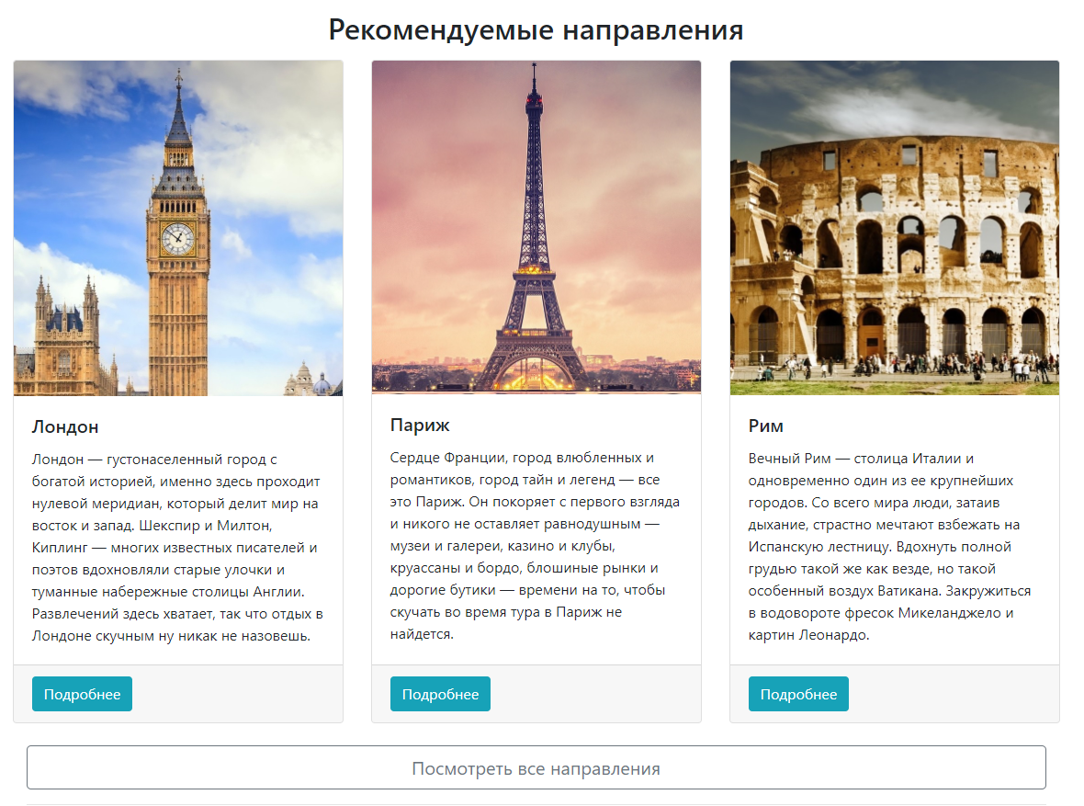 Рекомендуемые направления
Лондон
Лондон — густонаселенный город с
богатой историей, именно здесь проходит
нулевой меридиан, который делит мир на
восток и запад. Шекспир и Милтон,
Киплинг — многих известных писателей и
поэтов вдохновляли старые улочки и
туманные набережные столицы Англии.
Развлечений здесь хватает, так что отдых в
Лондоне скучным ну никак не назовешь.
Подробнее
Париж
Сердце Франции, город влюбленных и
романтиков, город тайн и легенд — все
это Париж. Он покоряет с первого взгляда
и никого не оставляет равнодушным —
музеи и галереи, казино и клубы,
круассаны и бордо, блошиные рынки и
дорогие бутики — времени на то, чтобы
скучать во время тура в Париж не
найдется.
Подробнее
Рим
Вечный Рим — столица Италии и
одновременно один из ее крупнейших
городов. Со всего мира люди, затаив
дыхание, страстно мечтают взбежать на
Испанскую лестницу. Вдохнуть полной
грудью такой же как везде, но такой
особенный воздух Ватикана. Закружиться
в водовороте фресок Микеланджело и
картин Леонардо.
Подробнее
Посмотреть все направления